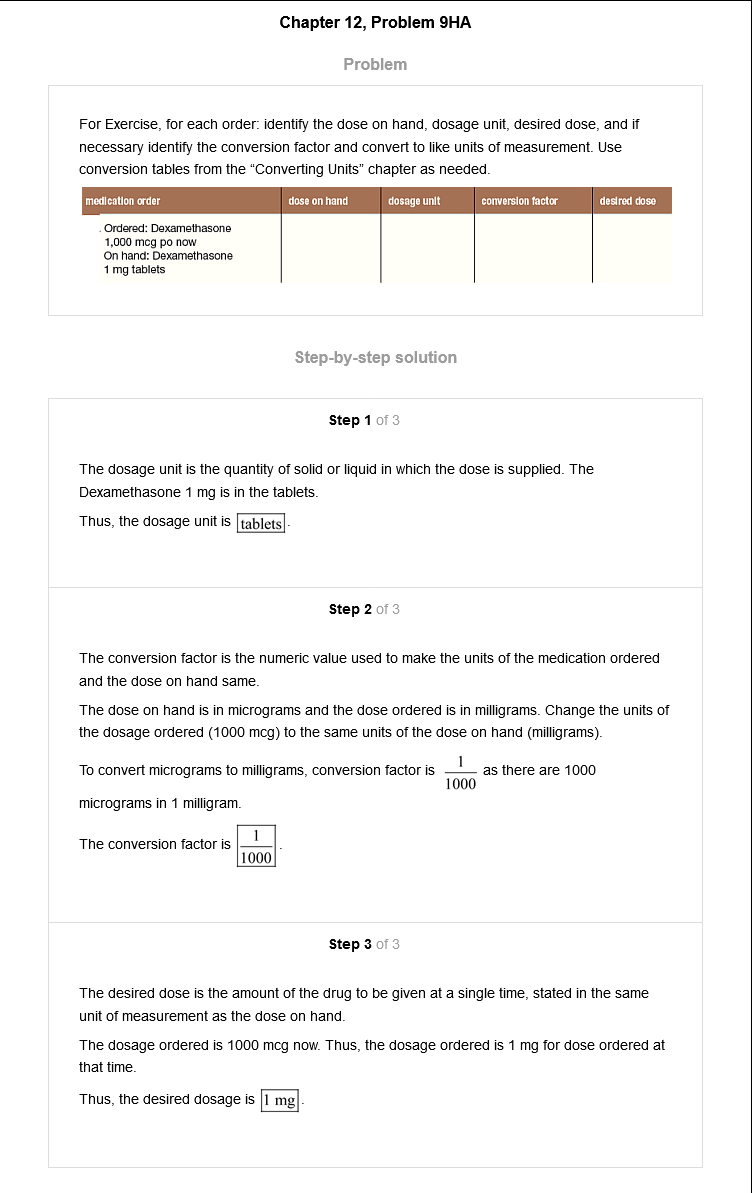 Chapter 12, Problem 9HA
Problem
For Exercise, for each order: identify the dose on hand, dosage unit, desired dose, and if
necessary identify the conversion factor and convert to like units of measurement. Use
conversion tables from the “Converting Units” chapter as needed.
medication order dose on hand dosage unit conversion factor desired dose
. Ordered: Dexamethasone
1,000 mcg po now
On hand: Dexamethasone
1 mg tablets
Step-by-step solution
Step 1 of 3
The dosage unit is the quantity of solid or liquid in which the dose is supplied. The
Dexamethasone 1 mg is in the tablets.
Thus, the dosage unit is tablets.
Step 2 of 3
The conversion factor is the numeric value used to make the units of the medication ordered
and the dose on hand same.
The dose on hand is in micrograms and the dose ordered is in milligrams. Change the units of
the dosage ordered (1000 mcg) to the same units of the dose on hand (milligrams).
To convert micrograms to milligrams, conversion factor is 1/1000 as there are 1000
micrograms in 1 milligram.
The conversion factor is 1/1000.
Step 3 of 3
The desired dose is the amount of the drug to be given at a single time, stated in the same
unit of measurement as the dose on hand.
The dosage ordered is 1000 mcg now. Thus, the dosage ordered is 1 mg for dose ordered at
that time.
Thus, the desired dosage is 1 mg.